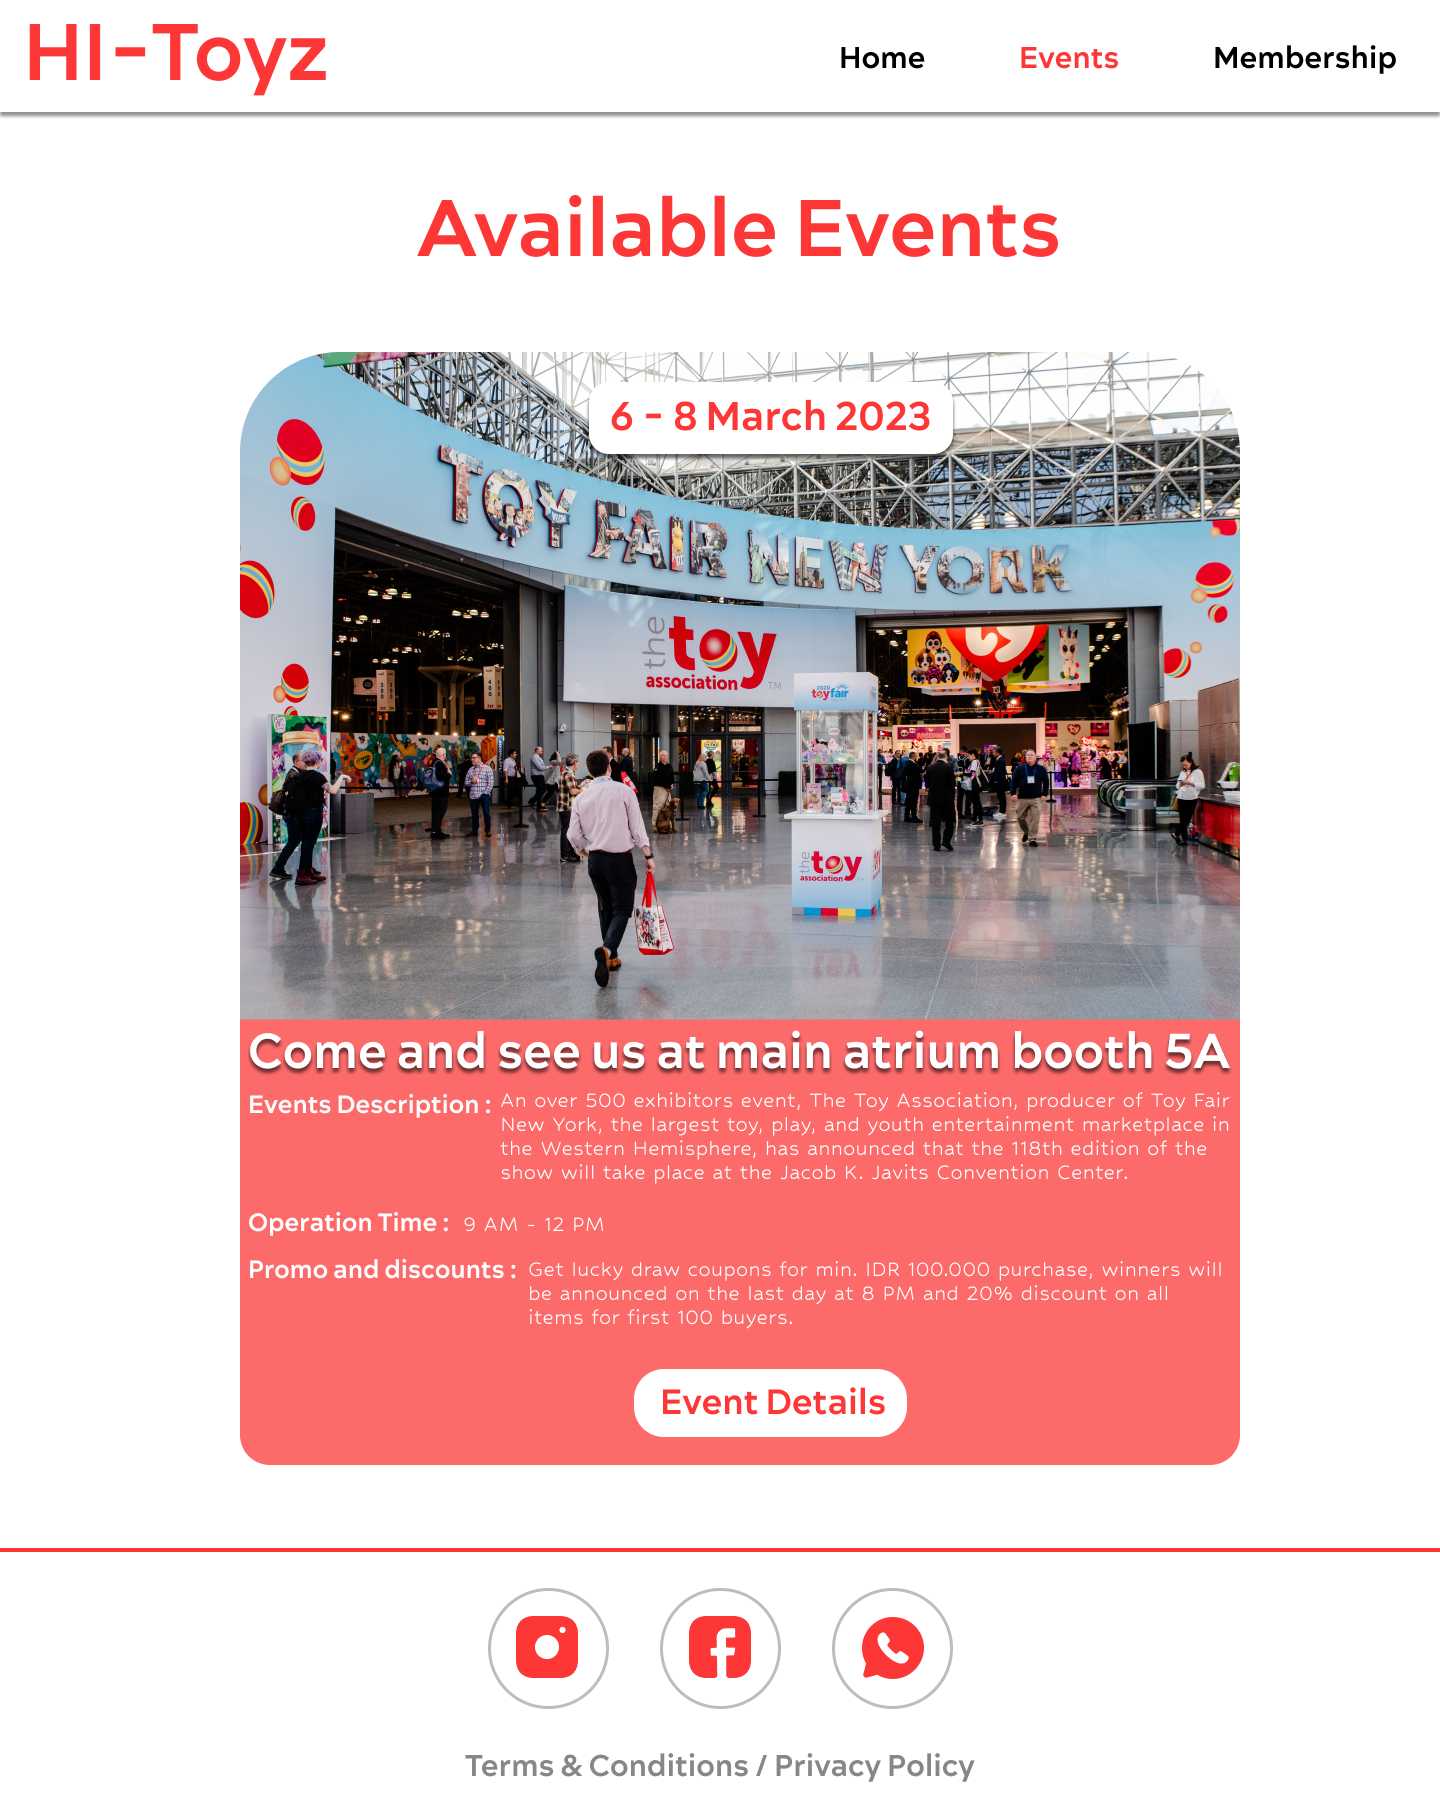 HI-Toyz
Home
Events
Membership
Available Events
6 - 8 March 2023
TOY FAIR NEW YORK
the
toy
association™
2020
toyfair
the
toy
association
Come and see us at main atrium booth 5A
Events Description :
An over 500 exhibitors event, The Toy Association, producer of Toy Fair
New York, the largest toy, play, and youth entertainment marketplace in
the Western Hemisphere, has announced that the 118th edition of the
show will take place at the Jacob K. Javits Convention Center.
Operation Time :
9 AM - 12 PM
Promo and discounts :
Get lucky draw coupons for min. IDR 100.000 purchase, winners will
be announced on the last day at 8 PM and 20% discount on all
items for first 100 buyers.
Event Details
Terms & Conditions / Privacy Policy